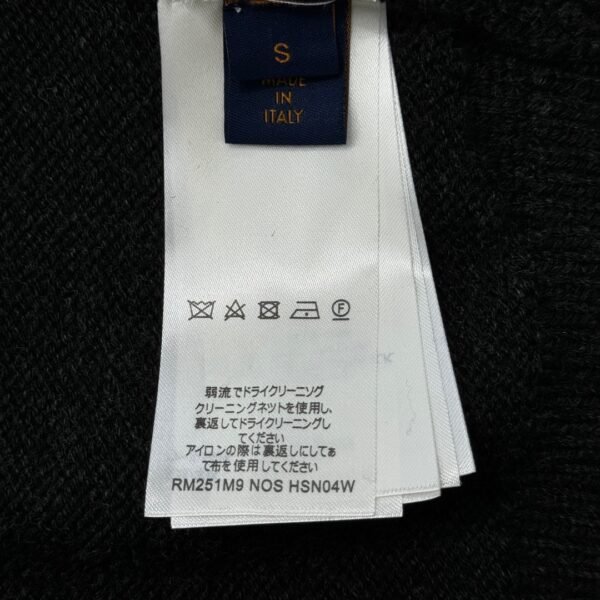 S
MADE
IN
ITALY
弱流でドライクリーニング
クリーニングネットを使用し、
裏返してドライクリーニングし
てください
アイロンの際は裏返しにしてあ
て布を使用してください
RM251M9 NOS HSN04W